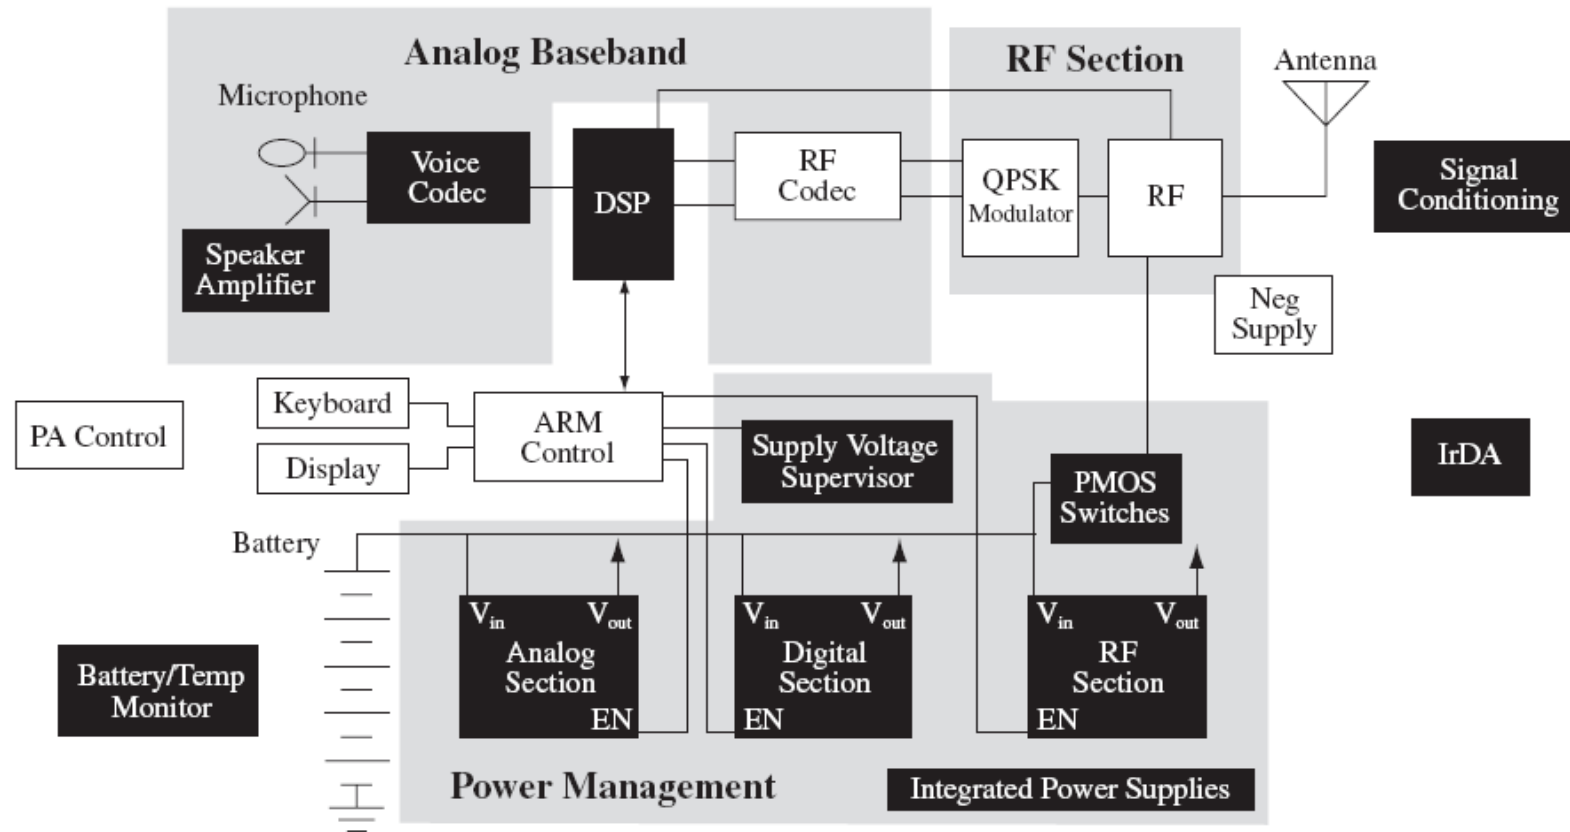 Analog Baseband
RF Section
Antenna
Microphone
Voice
Codec
DSP
RF
Codec
QPSK
Modulator
RF
Signal
Conditioning
Speaker
Amplifier
Neg
Supply
PA Control
Keyboard
Display
ARM
Control
Supply Voltage
Supervisor
PMOS
Switches
IrDA
Battery
Battery/Temp
Monitor
Vin Vout
Analog
Section
EN
Vin Vout
Digital
Section
EN
Vin Vout
RF
Section
EN
Power Management
Integrated Power Supplies